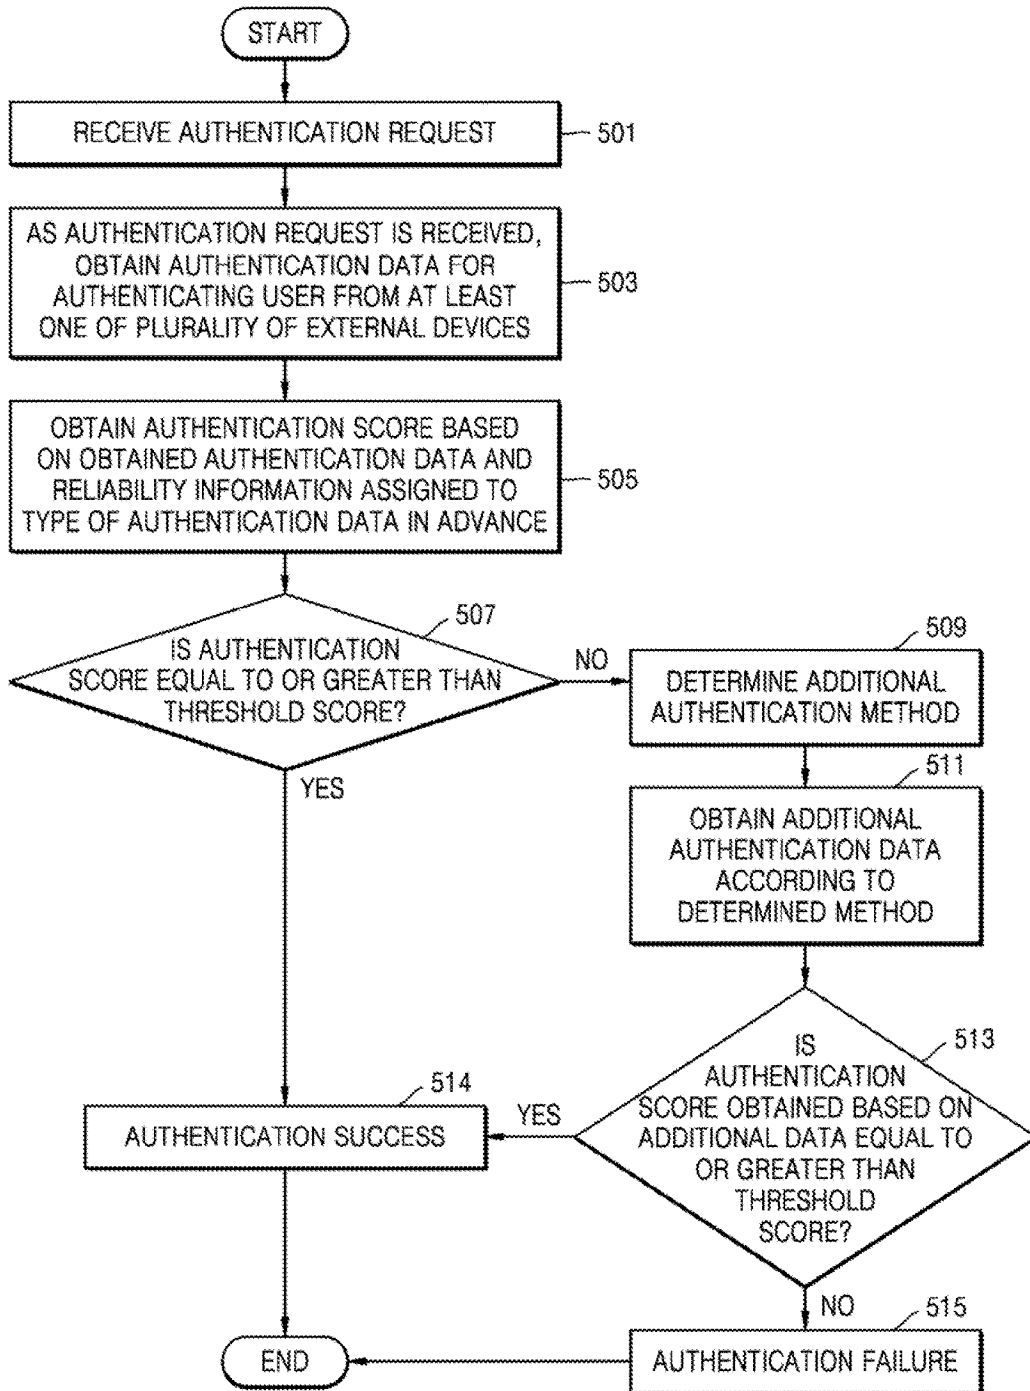 START
RECEIVE AUTHENTICATION REQUEST
501
AS AUTHENTICATION REQUEST IS RECEIVED,
OBTAIN AUTHENTICATION DATA FOR
AUTHENTICATING USER FROM AT LEAST
ONE OF PLURALITY OF EXTERNAL DEVICES
503
OBTAIN AUTHENTICATION SCORE BASED
ON OBTAINED AUTHENTICATION DATA AND
RELIABILITY INFORMATION ASSIGNED TO
TYPE OF AUTHENTICATION DATA IN ADVANCE
505
507
IS AUTHENTICATION
SCORE EQUAL TO OR GREATER THAN
THRESHOLD SCORE?
NO
YES
509
DETERMINE ADDITIONAL
AUTHENTICATION METHOD
511
OBTAIN ADDITIONAL
AUTHENTICATION DATA
ACCORDING TO
DETERMINED METHOD
513
IS
AUTHENTICATION
SCORE OBTAINED BASED ON
ADDITIONAL DATA EQUAL TO
OR GREATER THAN
THRESHOLD
SCORE?
YES
514
AUTHENTICATION SUCCESS
NO
515
AUTHENTICATION FAILURE
END